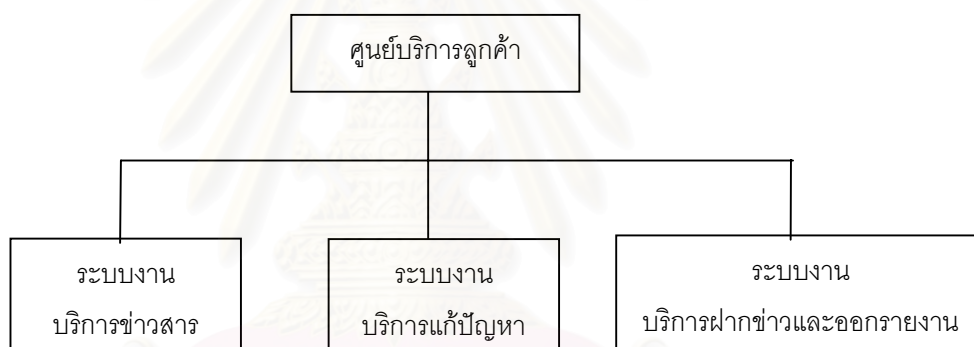 ศูนย์บริการลูกค้า
ระบบงาน
บริการข่าวสาร
ระบบงาน
บริการแก้ปัญหา
ระบบงาน
บริการฝากข่าวและออกรายงาน